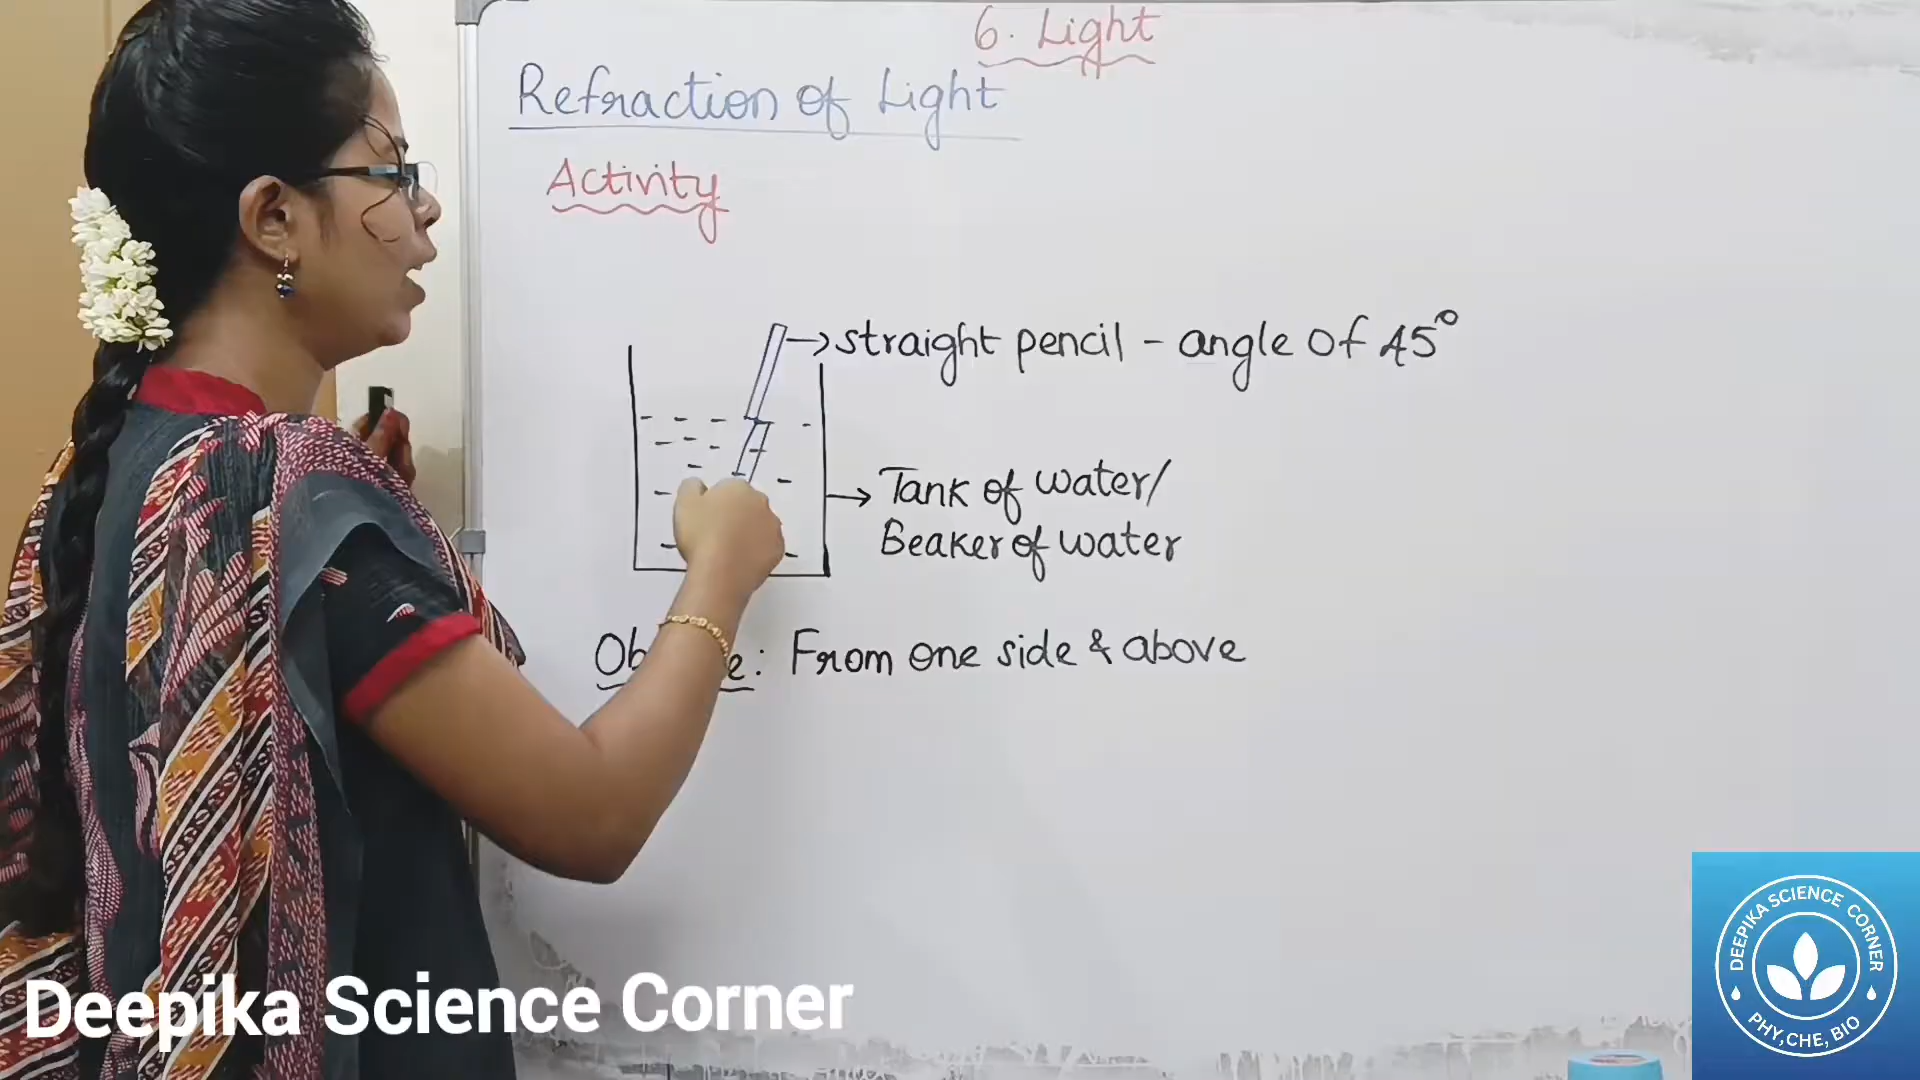 6. Light
Refraction of Light
Activity
straight pencil - angle of 45°
Tank of water/
Beaker of water
: From one side & above
Deepika Science Corner
DEEPIKA SCIENCE CORNER
PHY, CHE, BIO